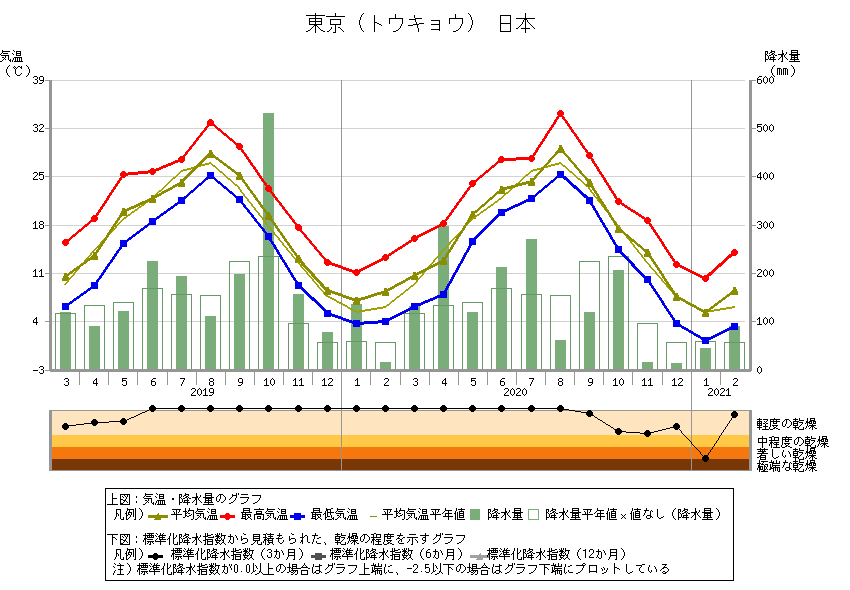 東京（トウキョウ） 日本
気温
（℃）
降水量
（mm）
39 600
32 500
25 400
18 300
11 200
4 100
-3 0
3 4 5 6 7 8 9 10 11 12 1 2 3 4 5 6 7 8 9 10 11 12 1 2
2019 2020 2021
軽度の乾燥
中程度の乾燥
著しい乾燥
極端な乾燥
上図：気温・降水量のグラフ
凡例） 平均気温 最高気温 最低気温 平均気温平年値 降水量 降水量平年値 × 値なし（降水量）
下図：標準化降水指数から見積もられた、乾燥の程度を示すグラフ
凡例） 標準化降水指数（3か月） 標準化降水指数（6か月） 標準化降水指数（12か月）
注）標準化降水指数が0.0以上の場合はグラフ上端に、-2.5以下の場合はグラフ下端にプロットしている